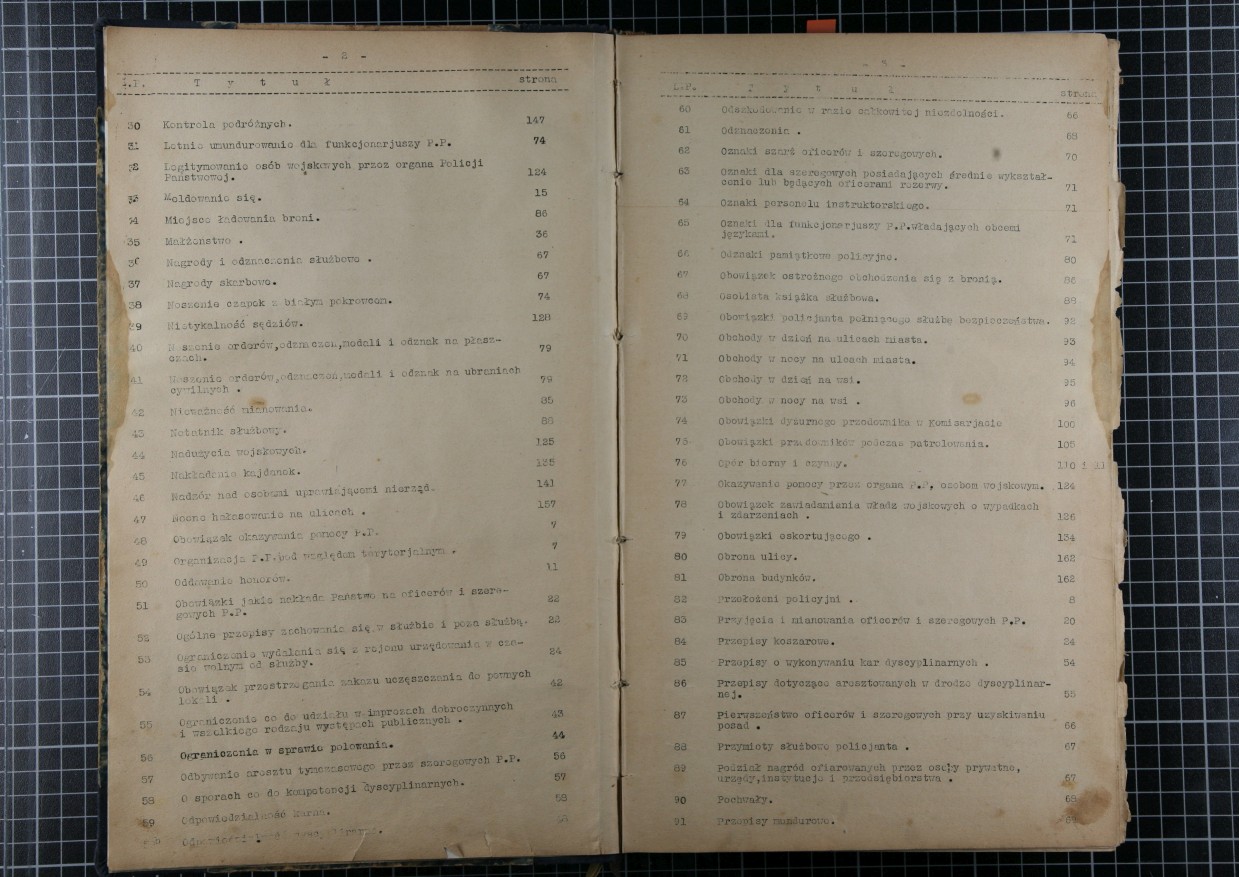 - 2 -
L.P. T y t u ł strona
30 Kontrola podróżnych. 147
31 Letnie umundurowanie dla funkcjonarjuszy P.P. 74
32 Legitymowanie osób wojskowych przez organa Policji
Państwowej. 124
33 Meldowanie się. 15
34 Miejsce ładowania broni. 86
35 Małżeństwo . 36
36 Nagrody i odznaczenia służbowe . 67
37 Nagrody skarbowe. 67
38 Noszenie czapek z białym pokrowcem. 74
39 Nietykalność sędziów. 128
40 Noszenie orderów,odznaczeń,medali i odznak na płasz-
czach. 79
41 Noszenie orderów,odznaczeń,medali i odznak na ubraniach
cywilnych . 79
42 Nieważność mianowania. 85
43 Notatnik służbowy. 88
44 Nadużycia wojskowych. 125
45 Nakładanie kajdanek. 135
46 Nadzór nad osobami uprawiającemi nierząd. 141
47 Nocne hałasowanie na ulicach . 157
48 Obowiązek okazywania pomocy P.P. 7
49 Organizacja P.P.pod względem terytorjalnym . 7
50 Oddawanie honorów. 11
51 Obowiązki jakie nakłada Państwo na oficerów i szere-
gowych P.P. 22
52 Ogólne przepisy zachowania się w służbie i poza służbą. 22
53 Ograniczenie wydalania się z rejonu urzędowania w cza-
sie wolnym od służby. 24
54 Obowiązek przestrzegania zakazu uczęszczania do pewnych
lokali . 42
55 Ograniczenie co do udziału w imprezach dobroczynnych
i wszelkiego rodzaju występach publicznych . 43
56 Ograniczenia w sprawie polowania. 44
57 Odbywanie aresztu tymczasowego przez szeregowych P.P. 56
58 O sporach co do kompetencji dyscyplinarnych. 57
59 Odpowiedzialność karna. 58
Odpowiedzialność dyscyplinarna.
- 3 -
L.P. T y t u ł strona
60 Odszkodowanie w razie całkowitej niezdolności. 66
61 Odznaczenia . 68
62 Oznaki szarż oficerów i szeregowych. 70
63 Oznaki dla szeregowych posiadających średnie wykształ-
cenie lub będących oficerami rezerwy. 71
64 Oznaki personelu instruktorskiego. 71
65 Oznaki dla funkcjonarjuszy P.P.władających obcemi
językami. 71
66 Odznaki pamiątkowe policyjne. 80
67 Obowiązek ostrożnego obchodzenia się z bronią. 86
68 Osobista książka służbowa. 88
69 Obowiązki policjanta pełniącego służbę bezpieczeństwa. 92
70 Obchody w dzień na ulicach miasta. 93
71 Obchody w nocy na ulcach miasta. 94
72 Obchody w dzień na wsi. 95
73 Obchody w nocy na wsi . 96
74 Obowiązki dyżurnego przodownika w Komisarjacie 100
75 Obowiązki przodowników podczas patrolowania. 105
76 Opór bierny i czynny. 110 i 11
77 Okazywanie pomocy przez organa P.P. osobom wojskowym. 124
78 Obowiązek zawiadamienia władz wojskowych o wypadkach
i zdarzeniach . 126
79 Obowiązki eskortującego . 134
80 Obrona ulicy. 162
81 Obrona budynków. 162
82 Przełożeni policyjni . 8
83 Przyjęcia i mianowania oficerów i szeregowych P.P. 20
84 Przepisy koszarowe. 24
85 Przepisy o wykonywaniu kar dyscyplinarnych . 54
86 Przepisy dotyczące aresztowanych w drodze dyscyplinar-
nej. 55
87 Pierwszeństwo oficerów i szeregowych przy uzyskiwaniu
posad . 66
88 Przymioty służbowe policjanta . 67
89 Podział nagród ofiarowanych przez osoby prywatne,
urzędy,instytucje i przedsiębiorstwa . 67
90 Pochwały. 68
91 Przepisy mundurowe. 69